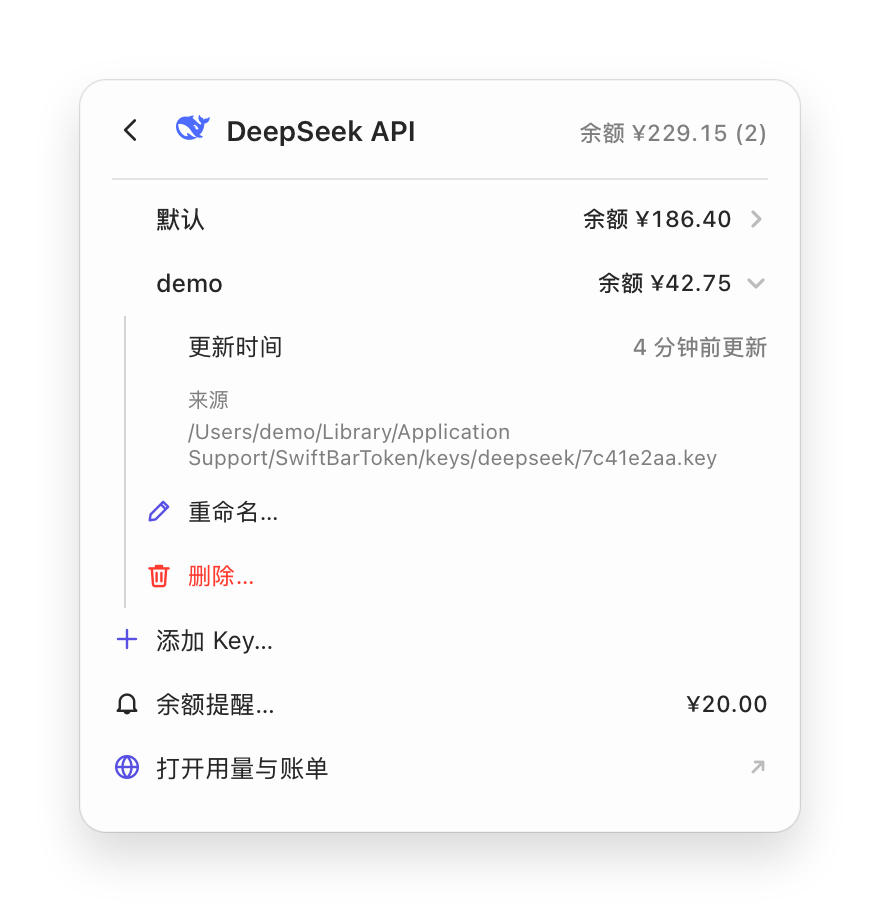 DeepSeek API
余额 ¥229.15 (2)
默认
余额 ¥186.40
demo
余额 ¥42.75
更新时间
4 分钟前更新
来源
/Users/demo/Library/Application
Support/SwiftBarToken/keys/deepseek/7c41e2aa.key
重命名...
删除...
添加 Key...
余额提醒...
¥20.00
打开用量与账单